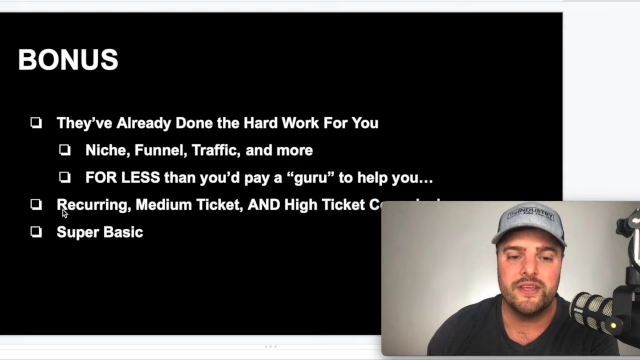 BONUS
They've Already Done the Hard Work For You
Niche, Funnel, Traffic, and more
FOR LESS than you'd pay a “guru” to help you…
Recurring, Medium Ticket, AND High Ticket
Super Basic
INDUSTRY